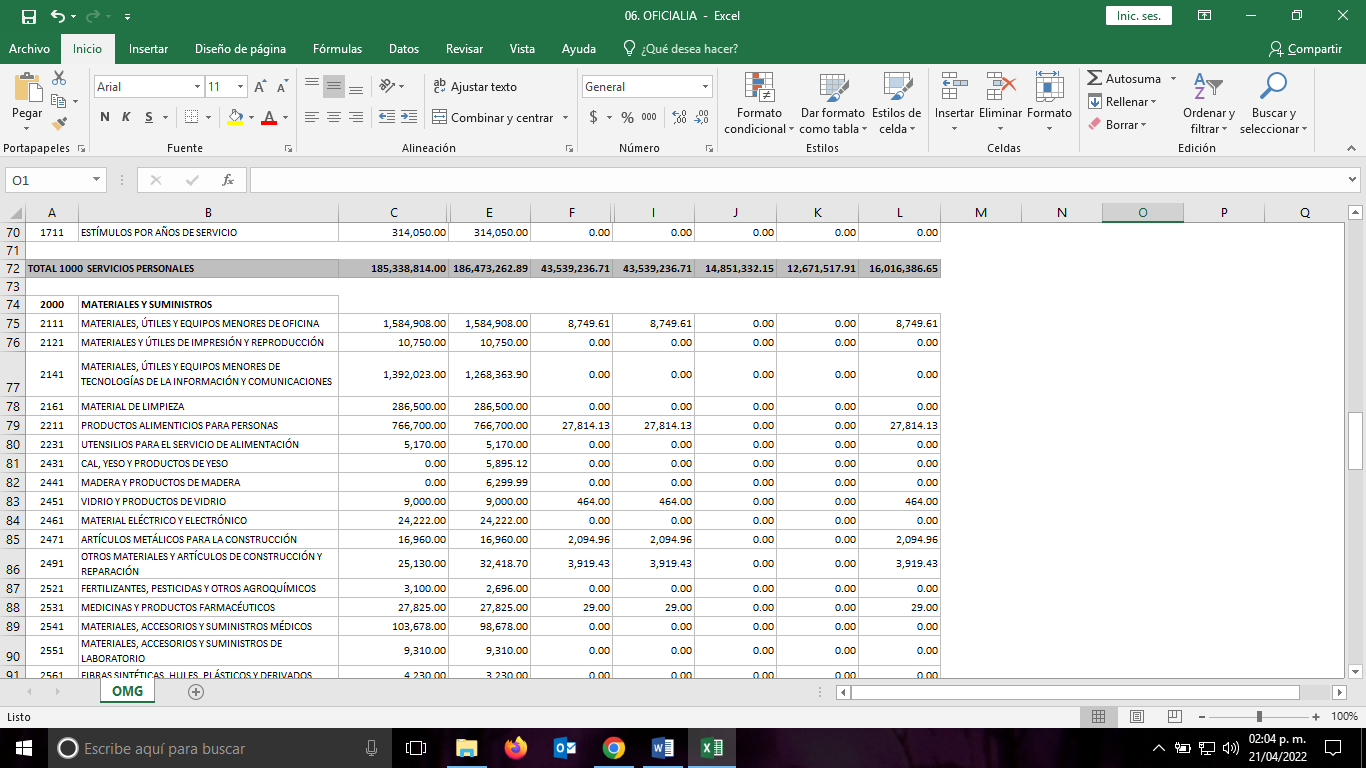 06. OFICIALIA - Excel
Inic. ses.
Archivo Inicio Insertar Diseño de página Fórmulas Datos Revisar Vista Ayuda ¿Qué desea hacer? Compartir
Pegar Arial 11 Ajustar texto General Formato condicional Dar formato como tabla Estilos de celda Insertar Eliminar Formato Autosuma Rellenar Borrar Ordenar y filtrar Buscar y seleccionar
N K S Combinar y centrar $ % 000
Portapapeles Fuente Alineación Número Estilos Celdas Edición
O1 fx
A B C E F I J K L M N O P Q
70 1711 ESTÍMULOS POR AÑOS DE SERVICIO 314,050.00 314,050.00 0.00 0.00 0.00 0.00 0.00
71
72 TOTAL 1000 SERVICIOS PERSONALES 185,338,814.00 186,473,262.89 43,539,236.71 43,539,236.71 14,851,332.15 12,671,517.91 16,016,386.65
73
74 2000 MATERIALES Y SUMINISTROS
75 2111 MATERIALES, ÚTILES Y EQUIPOS MENORES DE OFICINA 1,584,908.00 1,584,908.00 8,749.61 8,749.61 0.00 0.00 8,749.61
76 2121 MATERIALES Y ÚTILES DE IMPRESIÓN Y REPRODUCCIÓN 10,750.00 10,750.00 0.00 0.00 0.00 0.00 0.00
MATERIALES, ÚTILES Y EQUIPOS MENORES DE
77 2141 TECNOLOGÍAS DE LA INFORMACIÓN Y COMUNICACIONES 1,392,023.00 1,268,363.90 0.00 0.00 0.00 0.00 0.00
78 2161 MATERIAL DE LIMPIEZA 286,500.00 286,500.00 0.00 0.00 0.00 0.00 0.00
79 2211 PRODUCTOS ALIMENTICIOS PARA PERSONAS 766,700.00 766,700.00 27,814.13 27,814.13 0.00 0.00 27,814.13
80 2231 UTENSILIOS PARA EL SERVICIO DE ALIMENTACIÓN 5,170.00 5,170.00 0.00 0.00 0.00 0.00 0.00
81 2431 CAL, YESO Y PRODUCTOS DE YESO 0.00 5,895.12 0.00 0.00 0.00 0.00 0.00
82 2441 MADERA Y PRODUCTOS DE MADERA 0.00 6,299.99 0.00 0.00 0.00 0.00 0.00
83 2451 VIDRIO Y PRODUCTOS DE VIDRIO 9,000.00 9,000.00 464.00 464.00 0.00 0.00 464.00
84 2461 MATERIAL ELÉCTRICO Y ELECTRÓNICO 24,222.00 24,222.00 0.00 0.00 0.00 0.00 0.00
85 2471 ARTÍCULOS METÁLICOS PARA LA CONSTRUCCIÓN 16,960.00 16,960.00 2,094.96 2,094.96 0.00 0.00 2,094.96
OTROS MATERIALES Y ARTÍCULOS DE CONSTRUCCIÓN Y
86 2491 REPARACIÓN 25,130.00 32,418.70 3,919.43 3,919.43 0.00 0.00 3,919.43
87 2521 FERTILIZANTES, PESTICIDAS Y OTROS AGROQUÍMICOS 3,100.00 2,696.00 0.00 0.00 0.00 0.00 0.00
88 2531 MEDICINAS Y PRODUCTOS FARMACÉUTICOS 27,825.00 27,825.00 29.00 29.00 0.00 0.00 29.00
89 2541 MATERIALES, ACCESORIOS Y SUMINISTROS MÉDICOS 103,678.00 98,678.00 0.00 0.00 0.00 0.00 0.00
MATERIALES, ACCESORIOS Y SUMINISTROS DE
90 2551 LABORATORIO 9,310.00 9,310.00 0.00 0.00 0.00 0.00 0.00
91 2561 FIBRAS SINTÉTICAS, HULES, PLÁSTICOS Y DERIVADOS 4,230.00 3,230.00 0.00 0.00 0.00 0.00 0.00
OMG
Listo 100%
Escribe aquí para buscar
02:04 p. m.
21/04/2022